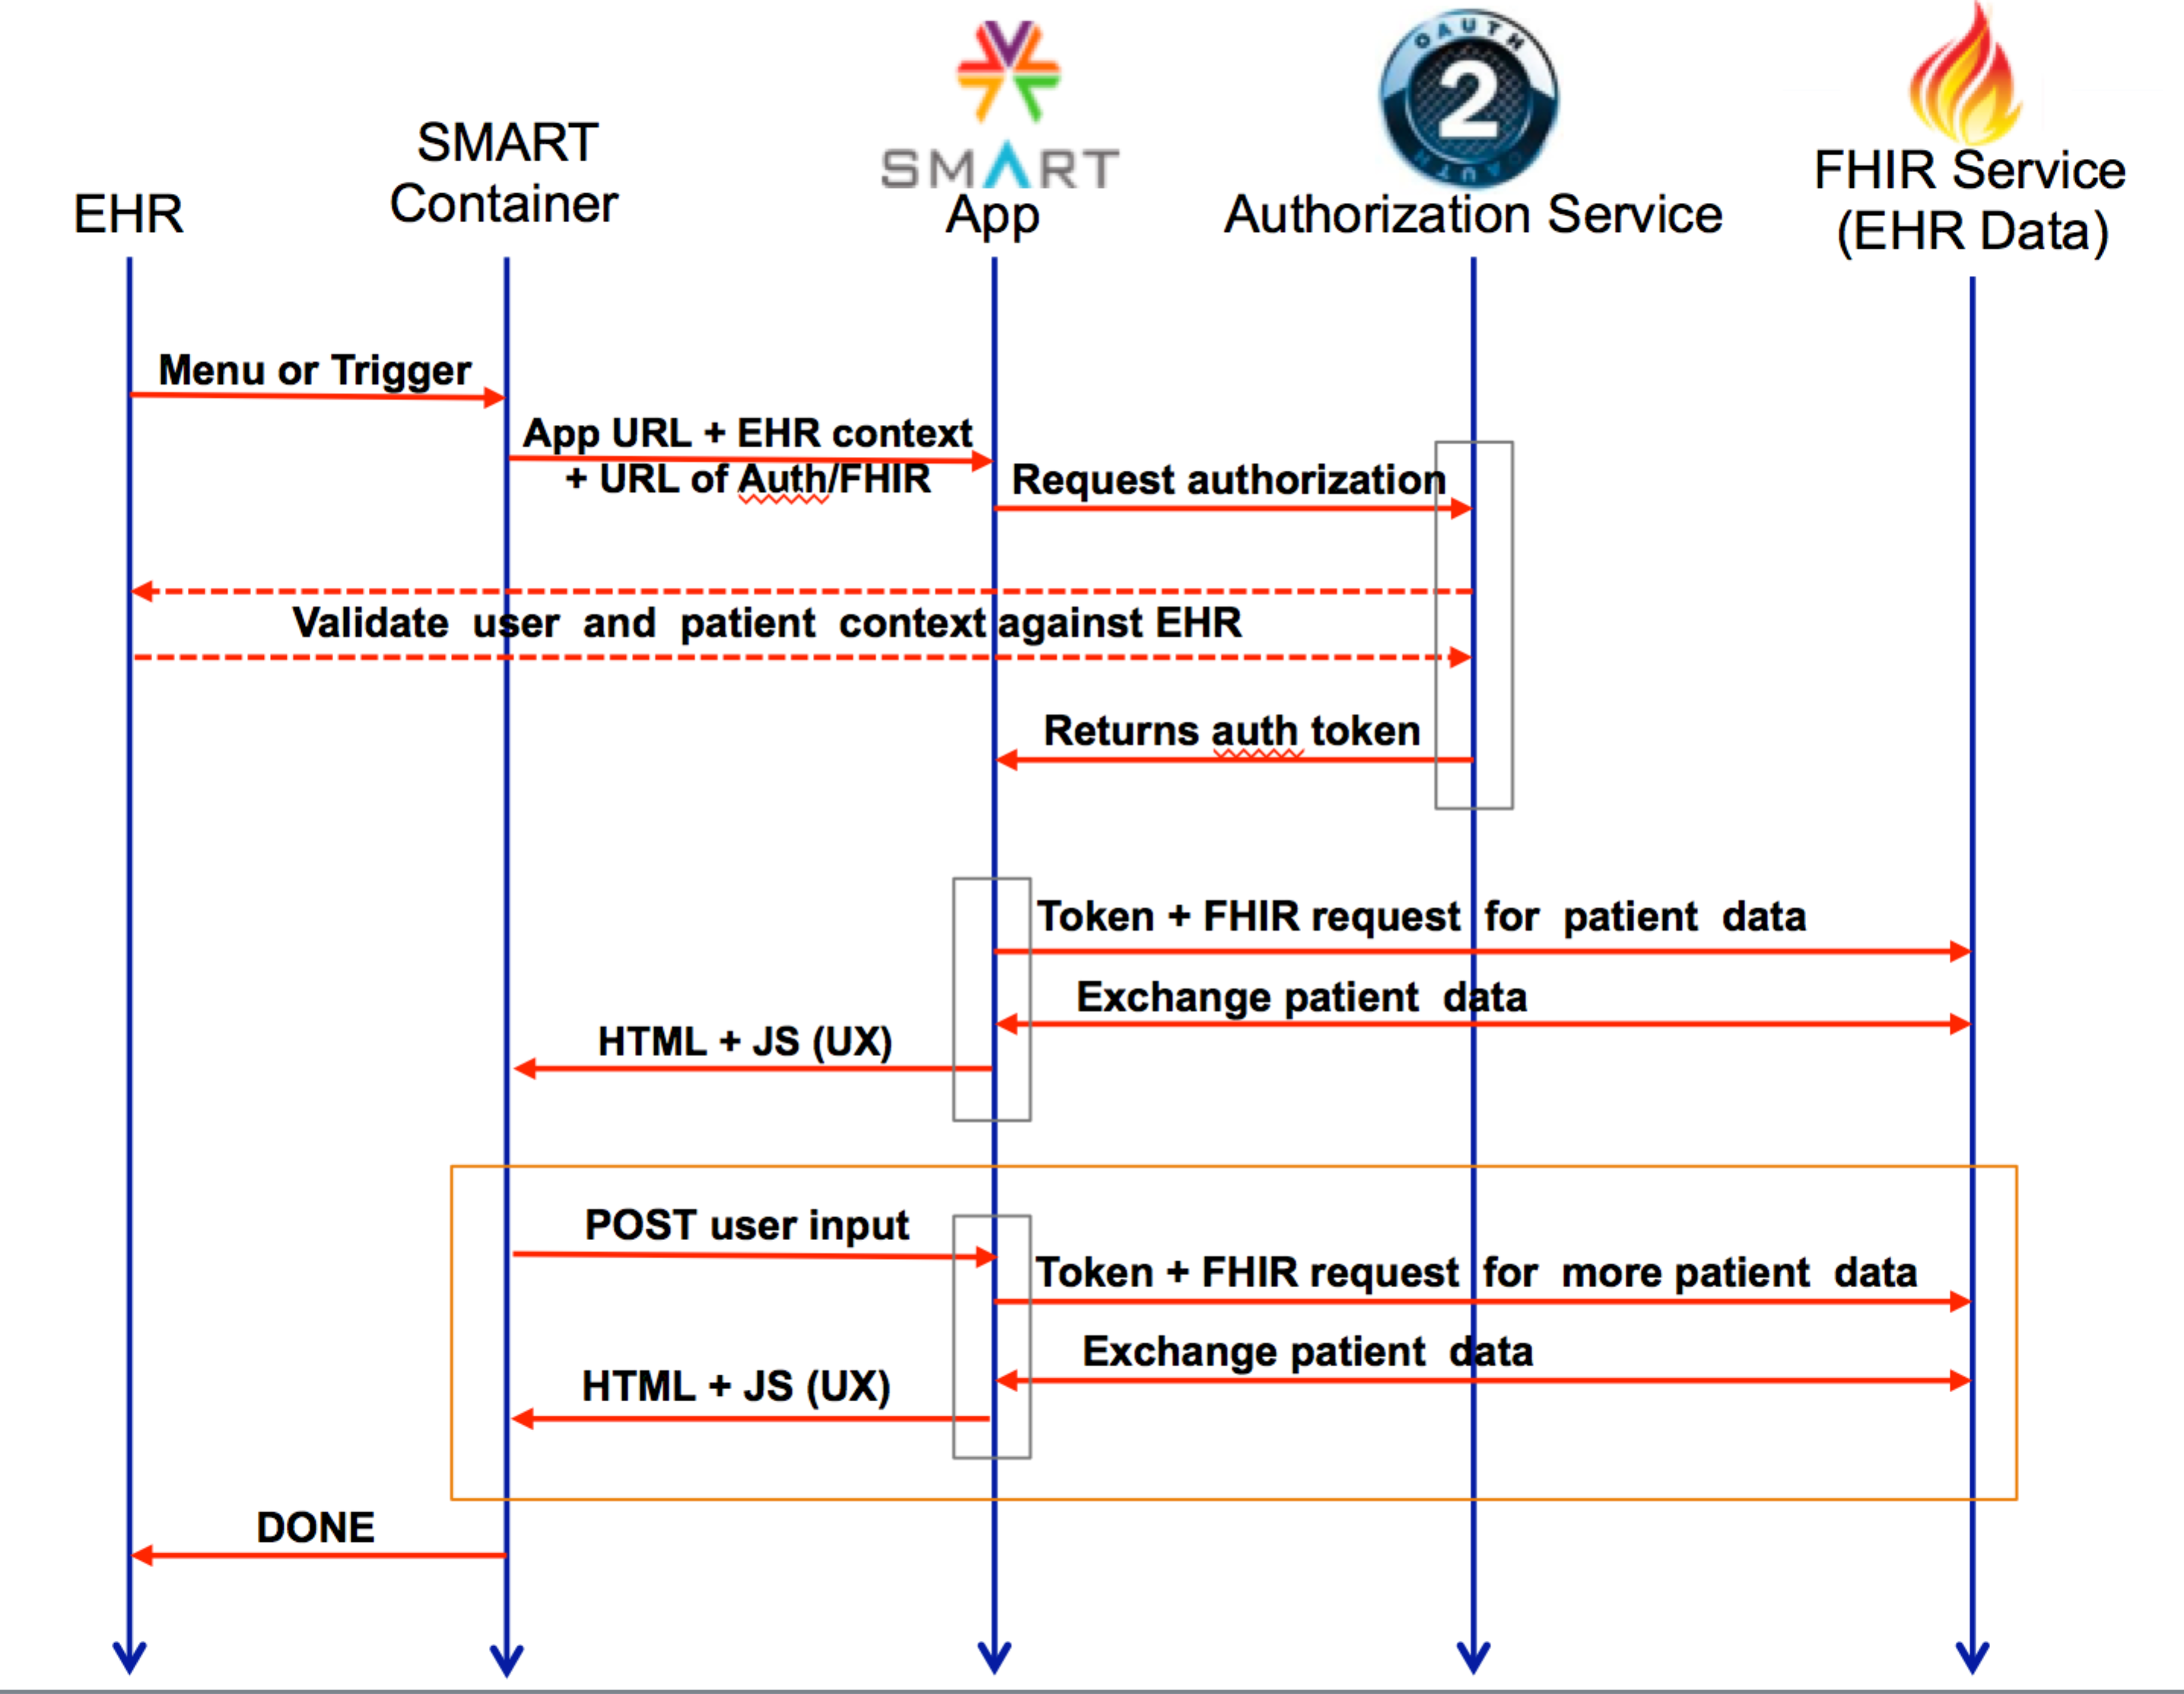 EHR
SMART
Container
SMART
App
OAUTH
2
OAUTH
Authorization Service
FHIR Service
(EHR Data)
Menu or Trigger
App URL + EHR context
+ URL of Auth/FHIR
Request authorization
Validate user and patient context against EHR
Returns auth token
Token + FHIR request for patient data
Exchange patient data
HTML + JS (UX)
POST user input
Token + FHIR request for more patient data
Exchange patient data
HTML + JS (UX)
DONE